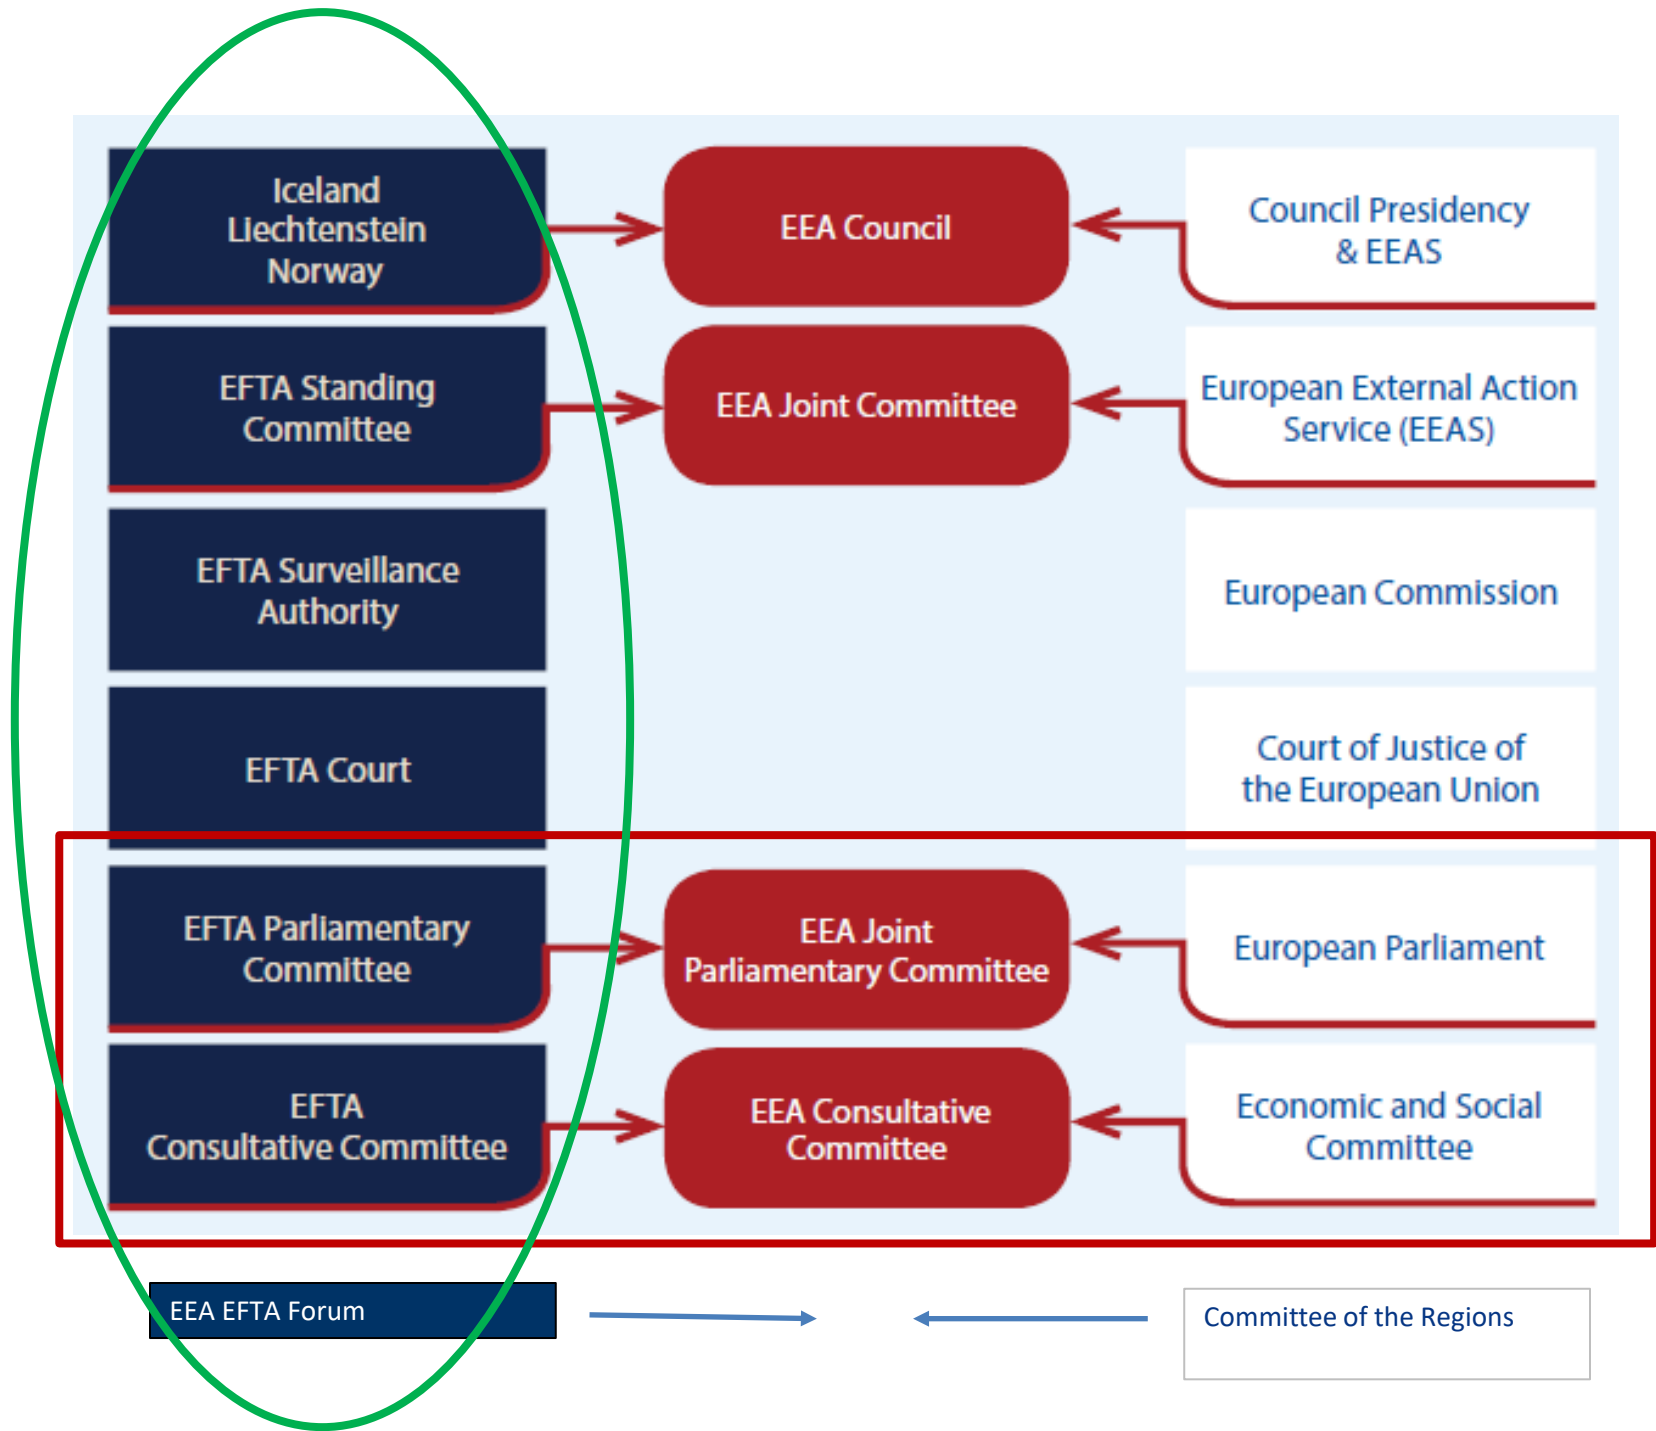 Iceland
Liechtenstein
Norway
EEA Council
Council Presidency
& EEAS
EFTA Standing
Committee
EEA Joint Committee
European External Action
Service (EEAS)
EFTA Surveillance
Authority
European Commission
EFTA Court
Court of Justice of
the European Union
EFTA Parliamentary
Committee
EEA Joint
Parliamentary Committee
European Parliament
EFTA
Consultative Committee
EEA Consultative
Committee
Economic and Social
Committee
EEA EFTA Forum
Committee of the Regions